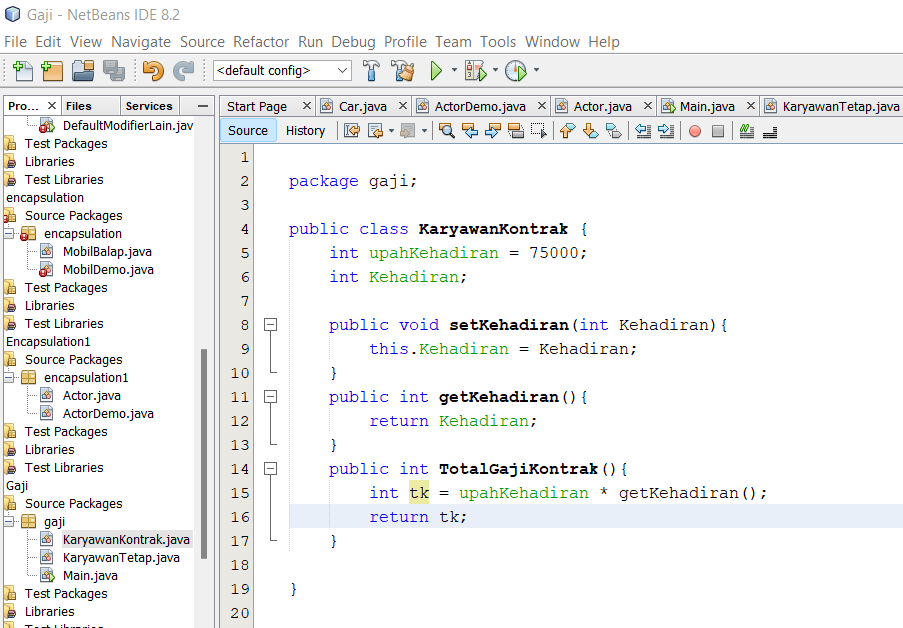 Gaji - NetBeans IDE 8.2
File Edit View Navigate Source Refactor Run Debug Profile Team Tools Window Help
<default config>
Pro... × Files Services
DefaultModifierLain.jav
Test Packages
Libraries
Test Libraries
encapsulation
Source Packages
encapsulation
MobilBalap.java
MobilDemo.java
Test Packages
Libraries
Test Libraries
Encapsulation1
Source Packages
encapsulation1
Actor.java
ActorDemo.java
Test Packages
Libraries
Test Libraries
Gaji
Source Packages
gaji
KaryawanKontrak.java
KaryawanTetap.java
Main.java
Test Packages
Libraries
Test Libraries
Start Page × Car.java × ActorDemo.java × Actor.java × Main.java × KaryawanTetap.java
Source History
1
2 package gaji;
3
4 public class KaryawanKontrak {
5 int upahKehadiran = 75000;
6 int Kehadiran;
7
8 public void setKehadiran(int Kehadiran){
9 this.Kehadiran = Kehadiran;
10 }
11 public int getKehadiran(){
12 return Kehadiran;
13 }
14 public int TotalGajiKontrak(){
15 int tk = upahKehadiran * getKehadiran();
16 return tk;
17 }
18
19 }
20